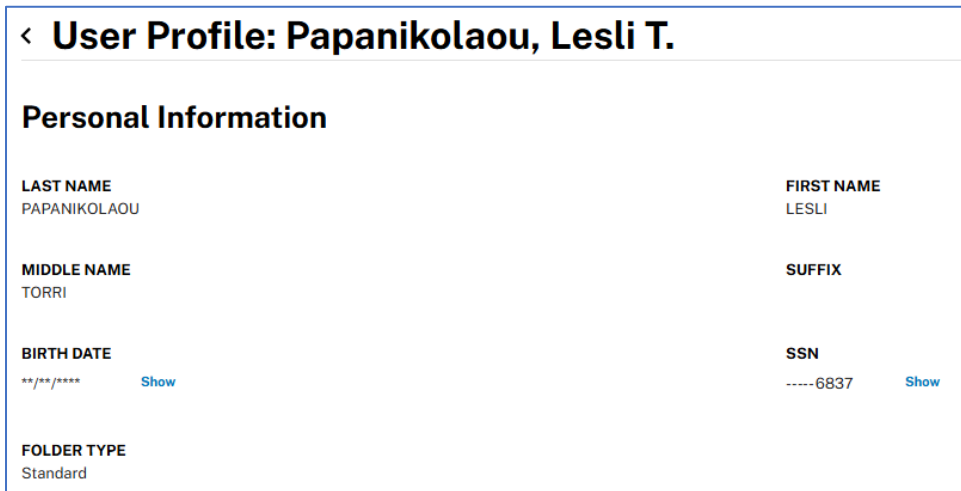 < User Profile: Papanikolaou, Lesli T.
Personal Information
LAST NAME FIRST NAME
PAPANIKOLAOU LESLI
MIDDLE NAME SUFFIX
TORRI
BIRTH DATE SSN
**/**/**** Show -----6837 Show
FOLDER TYPE
Standard